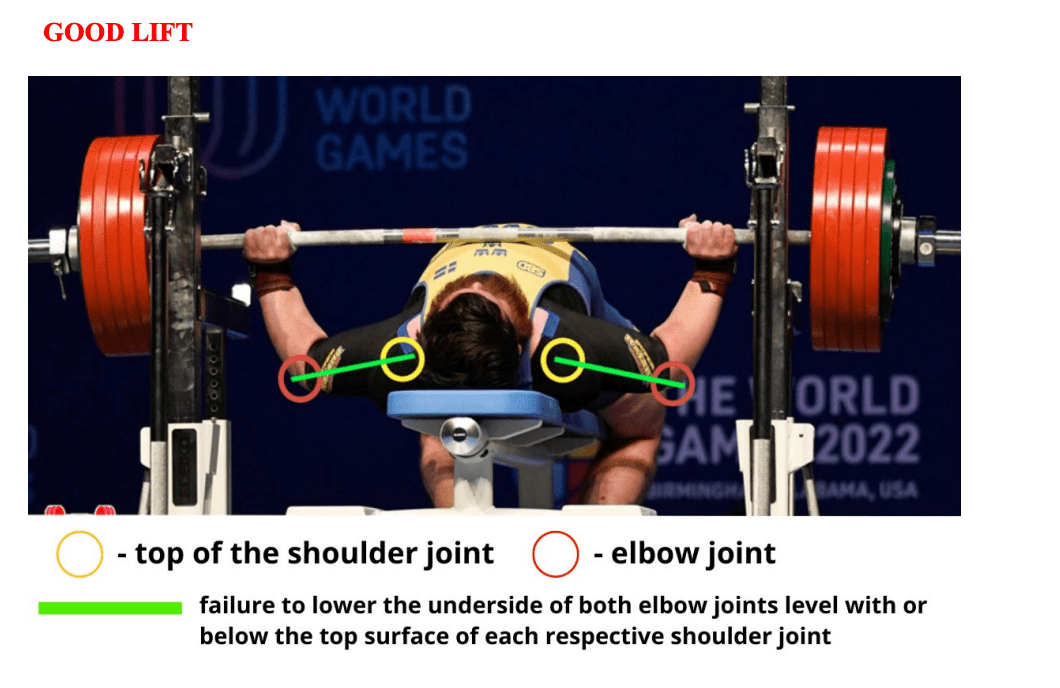 GOOD LIFT
WORLD
GAMES
THE WORLD
GAMES 2022
BIRMINGHAM, ALABAMA, USA
- top of the shoulder joint
- elbow joint
failure to lower the underside of both elbow joints level with or
below the top surface of each respective shoulder joint